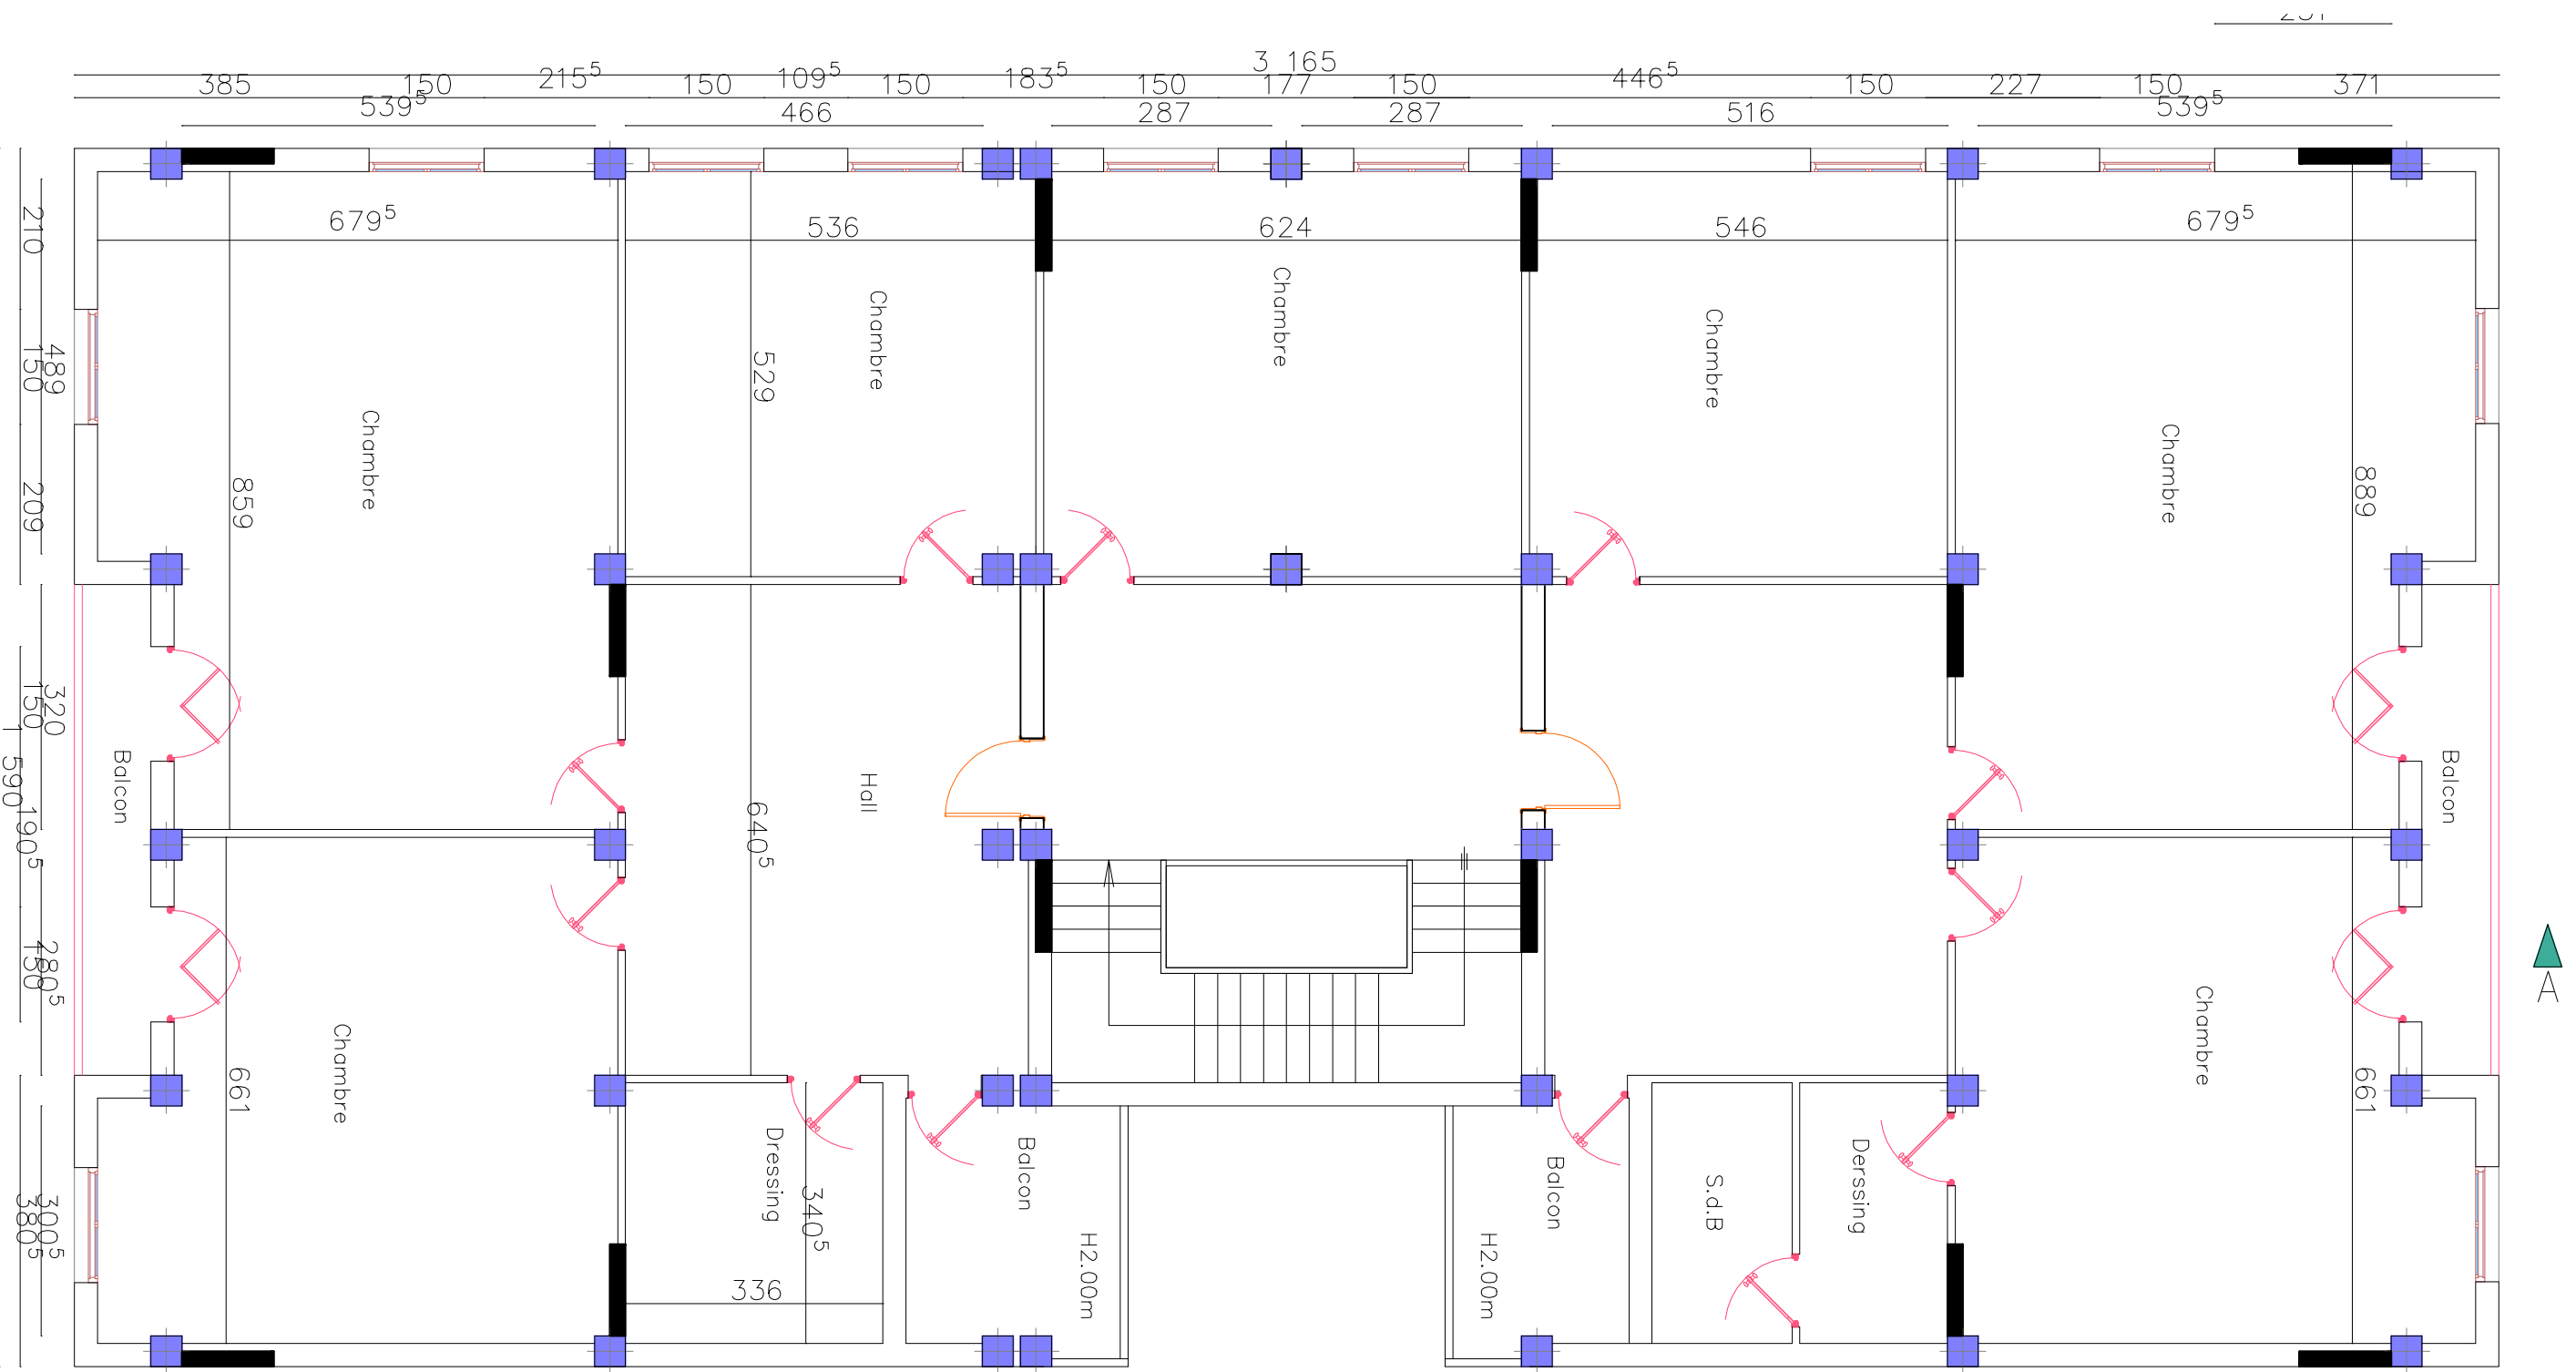 3 165
385 150 215⁵ 150 109⁵ 150 183⁵ 150 177 150 446⁵ 150 227 150 371
539⁵ 466 287 287 516 539⁵
679⁵ 536 624 546 679⁵
210
489
150
209
320
150
1 590
190⁵
280⁵
150
300⁵
380⁵
Chambre
859
Chambre
529
Chambre
Chambre
Chambre
889
Balcon
Hall
640⁵
Balcon
Chambre
661
Dressing
340⁵
336
Balcon
H2.00m
H2.00m
Balcon
S.d.B
Derssing
Chambre
661
A